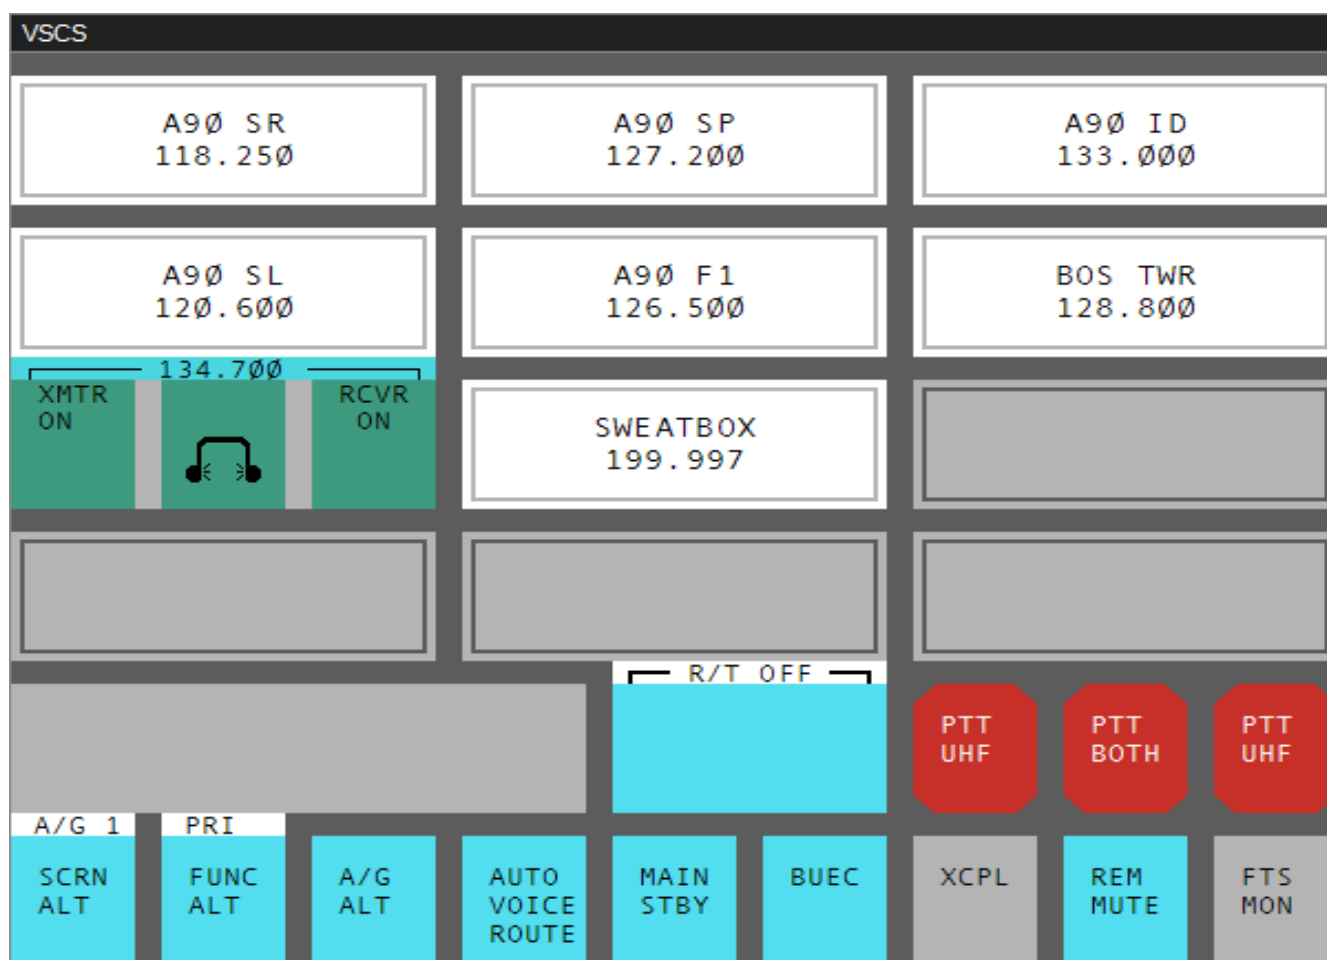 VSCS
A9Ø SR
118.25Ø
A9Ø SP
127.2ØØ
A9Ø ID
133.ØØØ
A9Ø SL
12Ø.6ØØ
A9Ø F1
126.5ØØ
BOS TWR
128.8ØØ
134.7ØØ
XMTR
ON
RCVR
ON
SWEATBOX
199.997
R/T OFF
PTT
UHF
PTT
BOTH
PTT
UHF
A/G 1
PRI
SCRN
ALT
FUNC
ALT
A/G
ALT
AUTO
VOICE
ROUTE
MAIN
STBY
BUEC
XCPL
REM
MUTE
FTS
MON